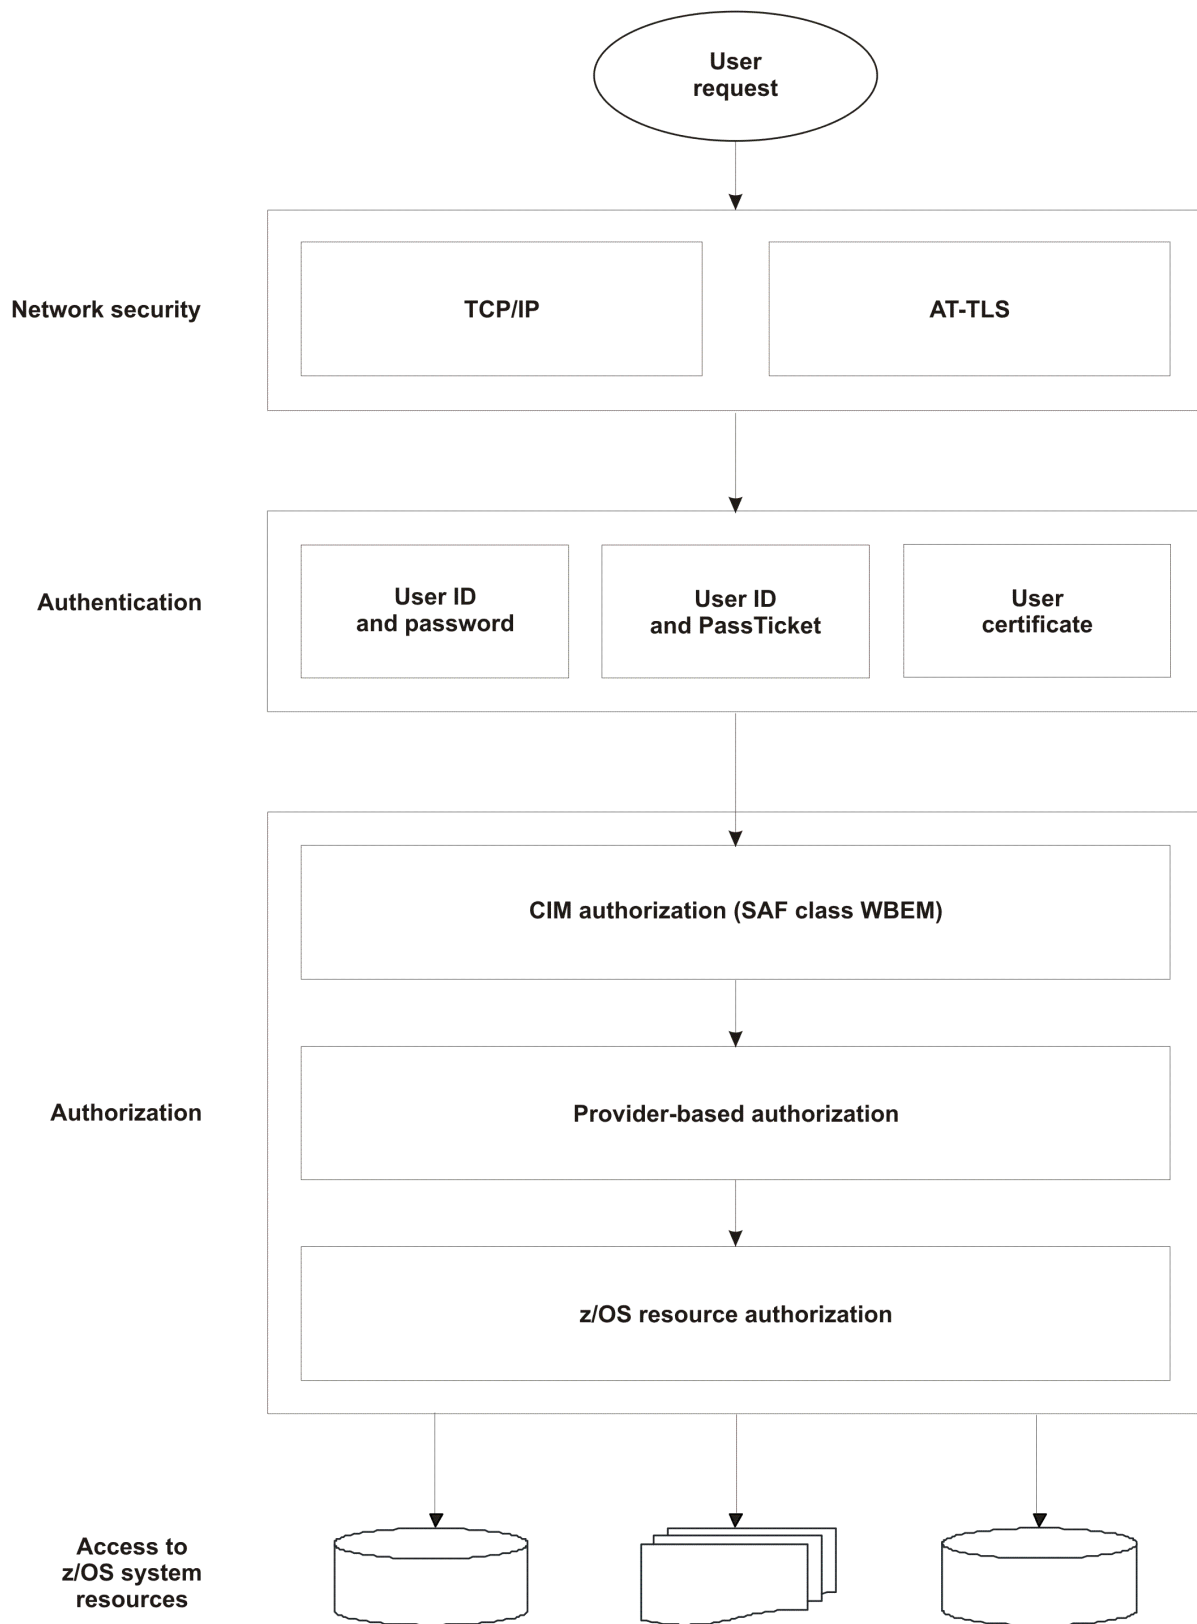 User
request
Network security
TCP/IP
AT-TLS
Authentication
User ID
and password
User ID
and PassTicket
User
certificate
CIM authorization (SAF class WBEM)
Authorization
Provider-based authorization
z/OS resource authorization
Access to
z/OS system
resources